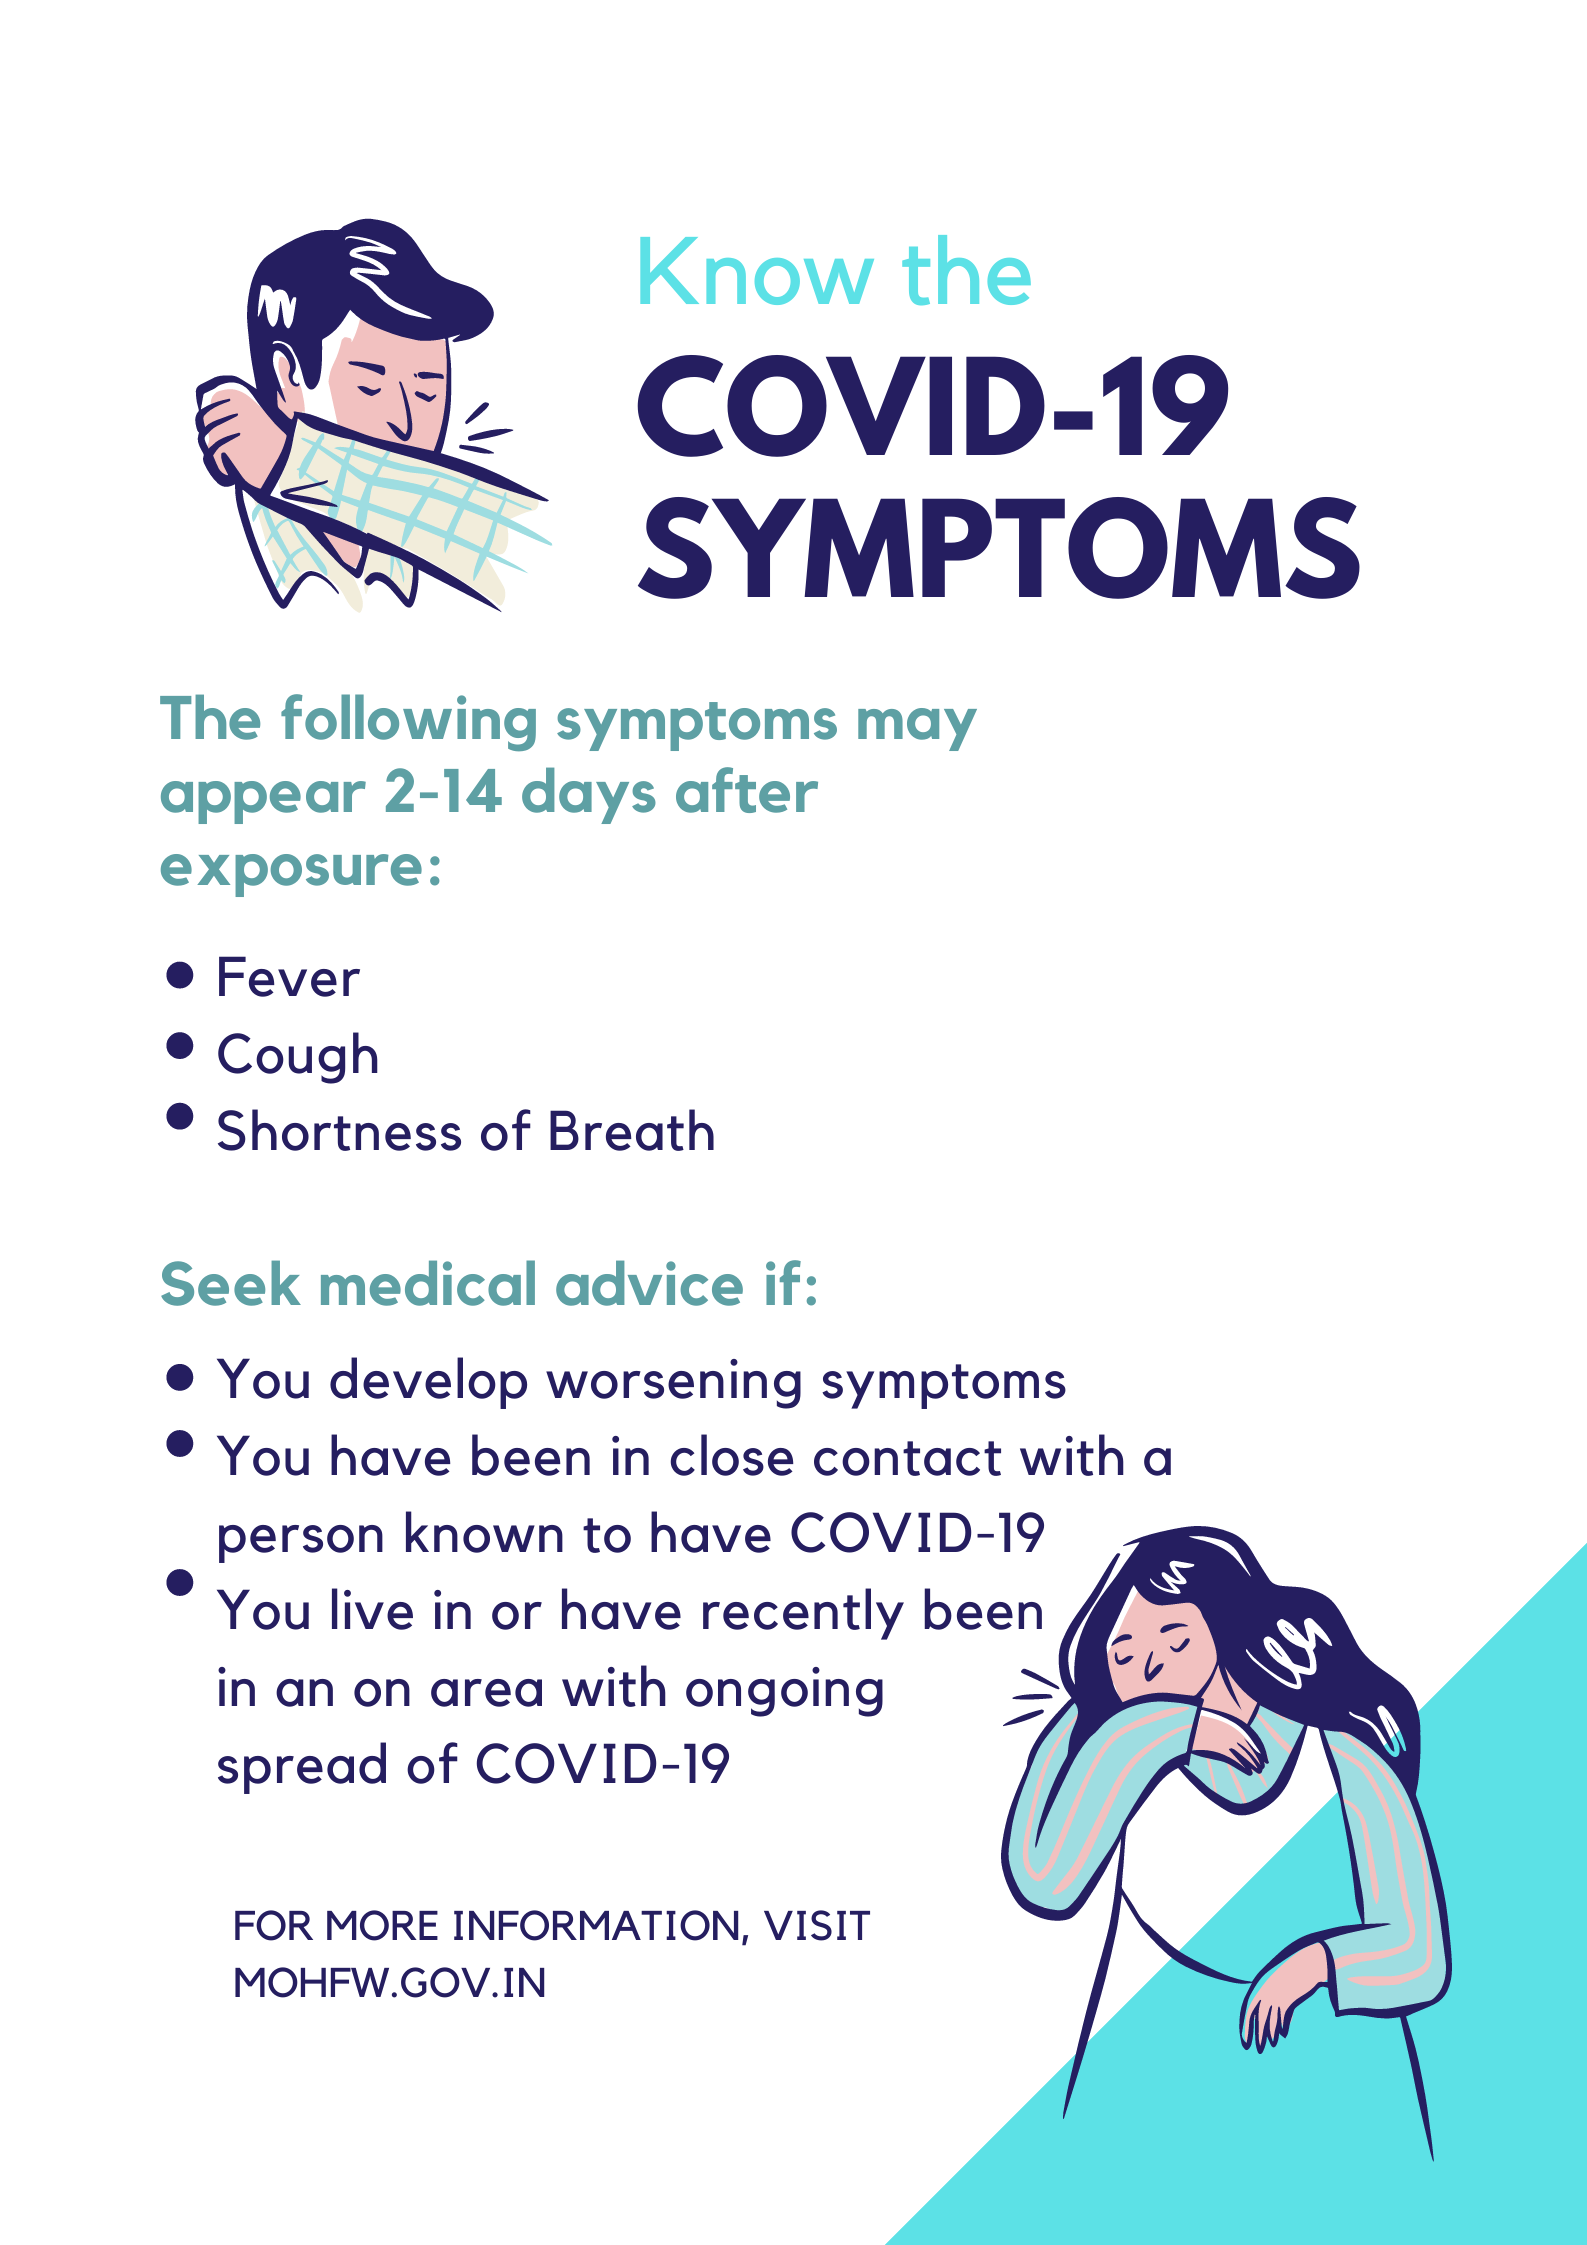 Know the
COVID-19
SYMPTOMS
The following symptoms may
appear 2-14 days after
exposure:
Fever
Cough
Shortness of Breath
Seek medical advice if:
You develop worsening symptoms
You have been in close contact with a
person known to have COVID-19
You live in or have recently been
in an on area with ongoing
spread of COVID-19
FOR MORE INFORMATION, VISIT
MOHFW.GOV.IN